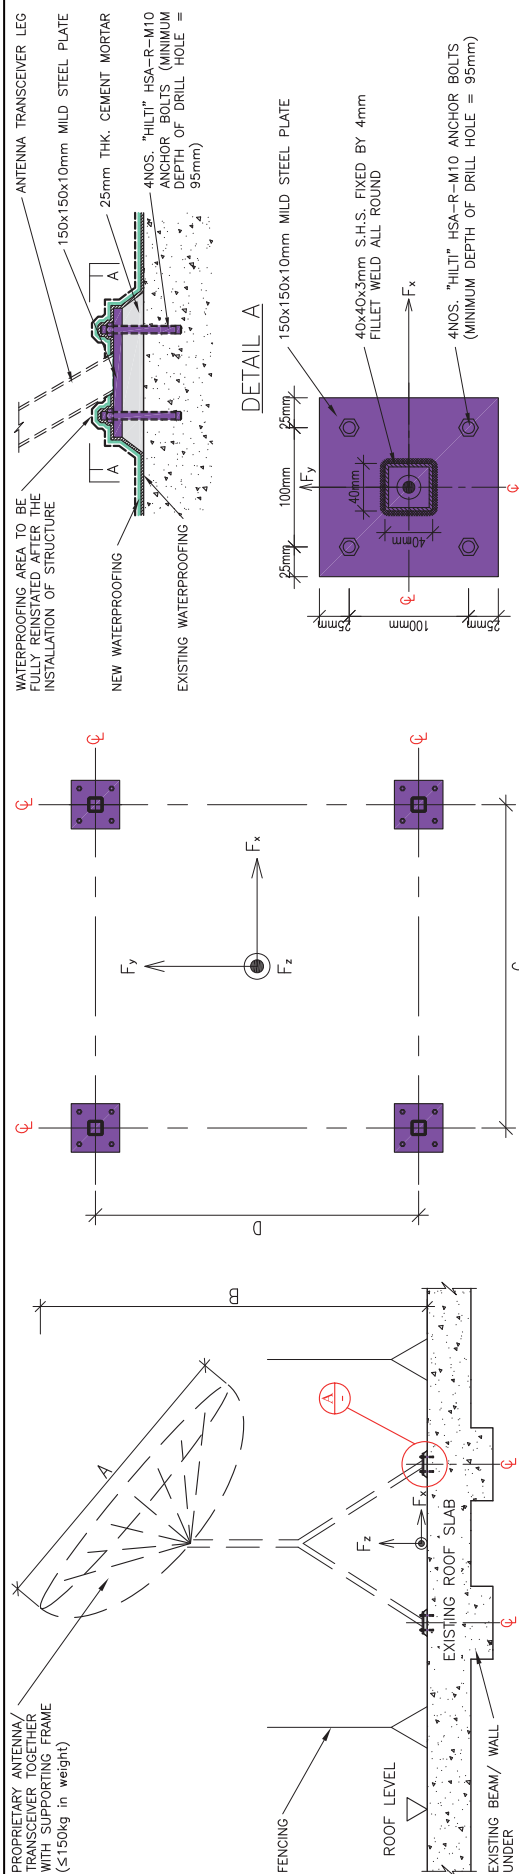 PROPRIETARY ANTENNA/
TRANSCEIVER TOGETHER
WITH SUPPORTING FRAME
(≤150kg in weight)
A
B
FENCING
ROOF LEVEL
A
-
Fz
Fx
EXISTING ROOF SLAB
EXISTING BEAM/ WALL
UNDER
℄
℄
℄
℄
℄
℄
Fy
Fx
Fz
D
C
WATERPROOFING AREA TO BE
FULLY REINSTATED AFTER THE
INSTALLATION OF STRUCTURE
NEW WATERPROOFING
EXISTING WATERPROOFING
A
A
ANTENNA TRANSCEIVER LEG
150x150x10mm MILD STEEL PLATE
25mm THK. CEMENT MORTAR
4NOS. "HILTI" HSA-R-M10
ANCHOR BOLTS (MINIMUM
DEPTH OF DRILL HOLE =
95mm)
DETAIL A
25mm
100mm
25mm
Fy
40mm
40mm
Fx
25mm
100mm
25mm
℄
℄
150x150x10mm MILD STEEL PLATE
40x40x3mm S.H.S. FIXED BY 4mm
FILLET WELD ALL ROUND
4NOS. "HILTI" HSA-R-M10 ANCHOR BOLTS
(MINIMUM DEPTH OF DRILL HOLE = 95mm)